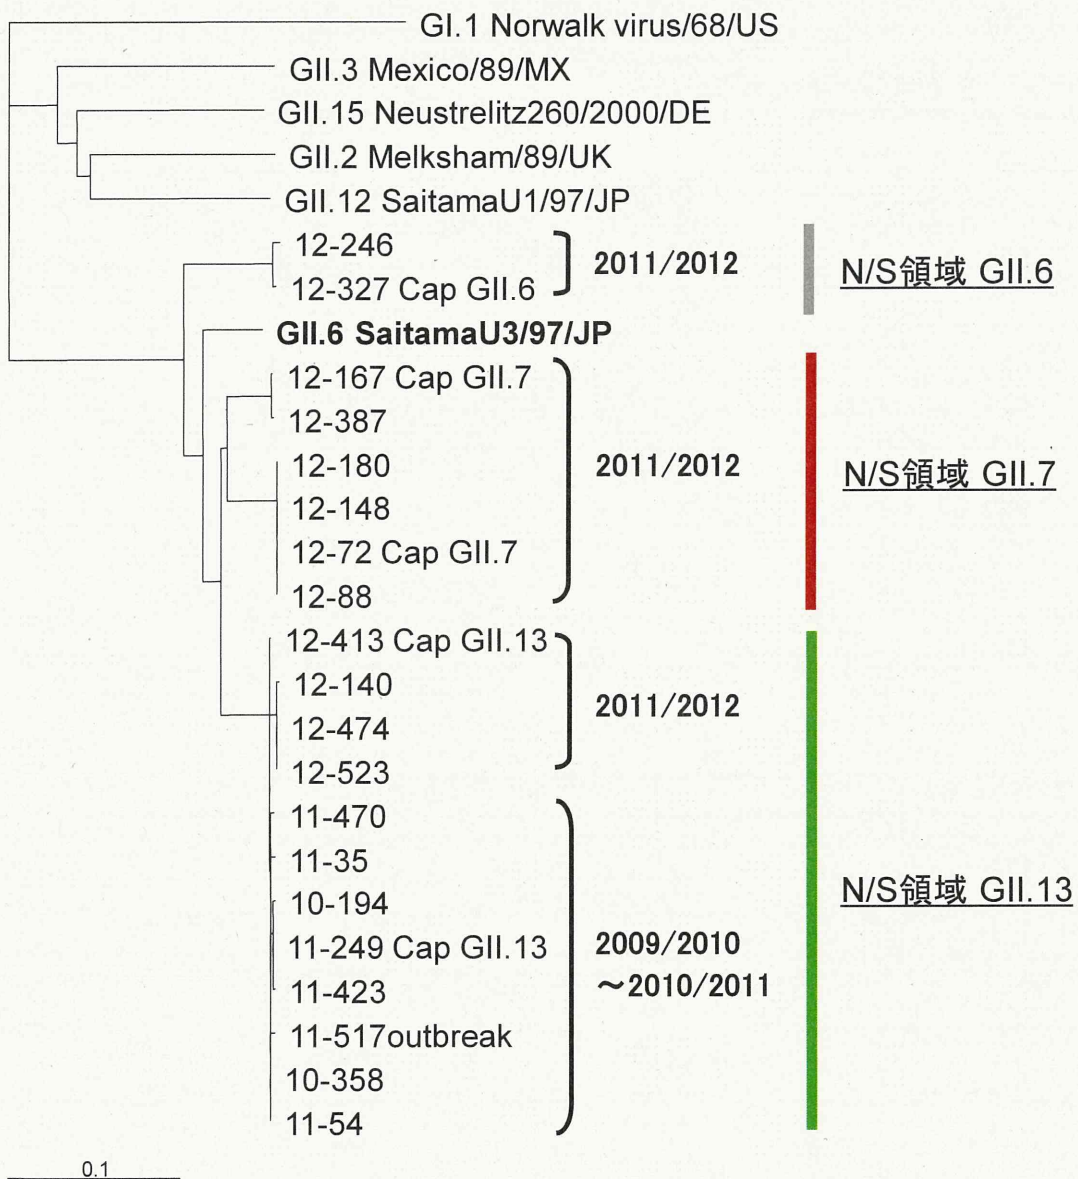 GI.1 Norwalk virus/68/US
GII.3 Mexico/89/MX
GII.15 Neustrelitz260/2000/DE
GII.2 Melksham/89/UK
GII.12 SaitamaU1/97/JP
12-246
12-327 Cap GII.6
2011/2012
N/S領域 GII.6
GII.6 SaitamaU3/97/JP
12-167 Cap GII.7
12-387
12-180
12-148
12-72 Cap GII.7
12-88
2011/2012
N/S領域 GII.7
12-413 Cap GII.13
12-140
12-474
12-523
2011/2012
11-470
11-35
10-194
11-249 Cap GII.13
11-423
11-517outbreak
10-358
11-54
2009/2010
～2010/2011
N/S領域 GII.13
0.1